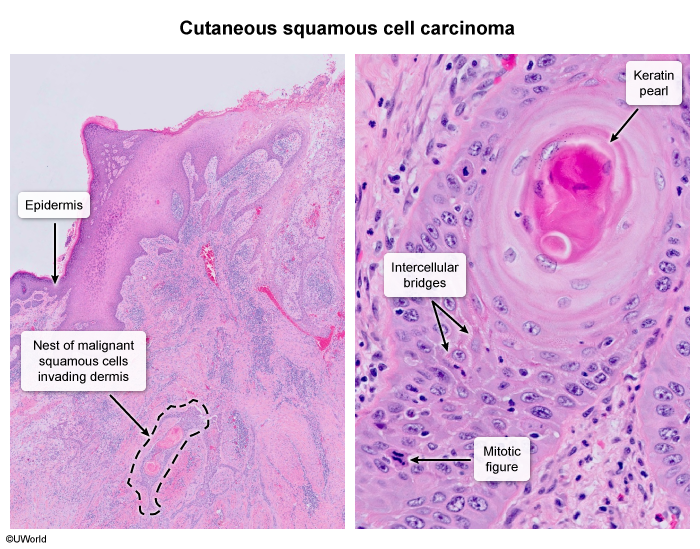 Cutaneous squamous cell carcinoma
Epidermis
Nest of malignant
squamous cells
invading dermis
Keratin
pearl
Intercellular
bridges
Mitotic
figure
©UWorld